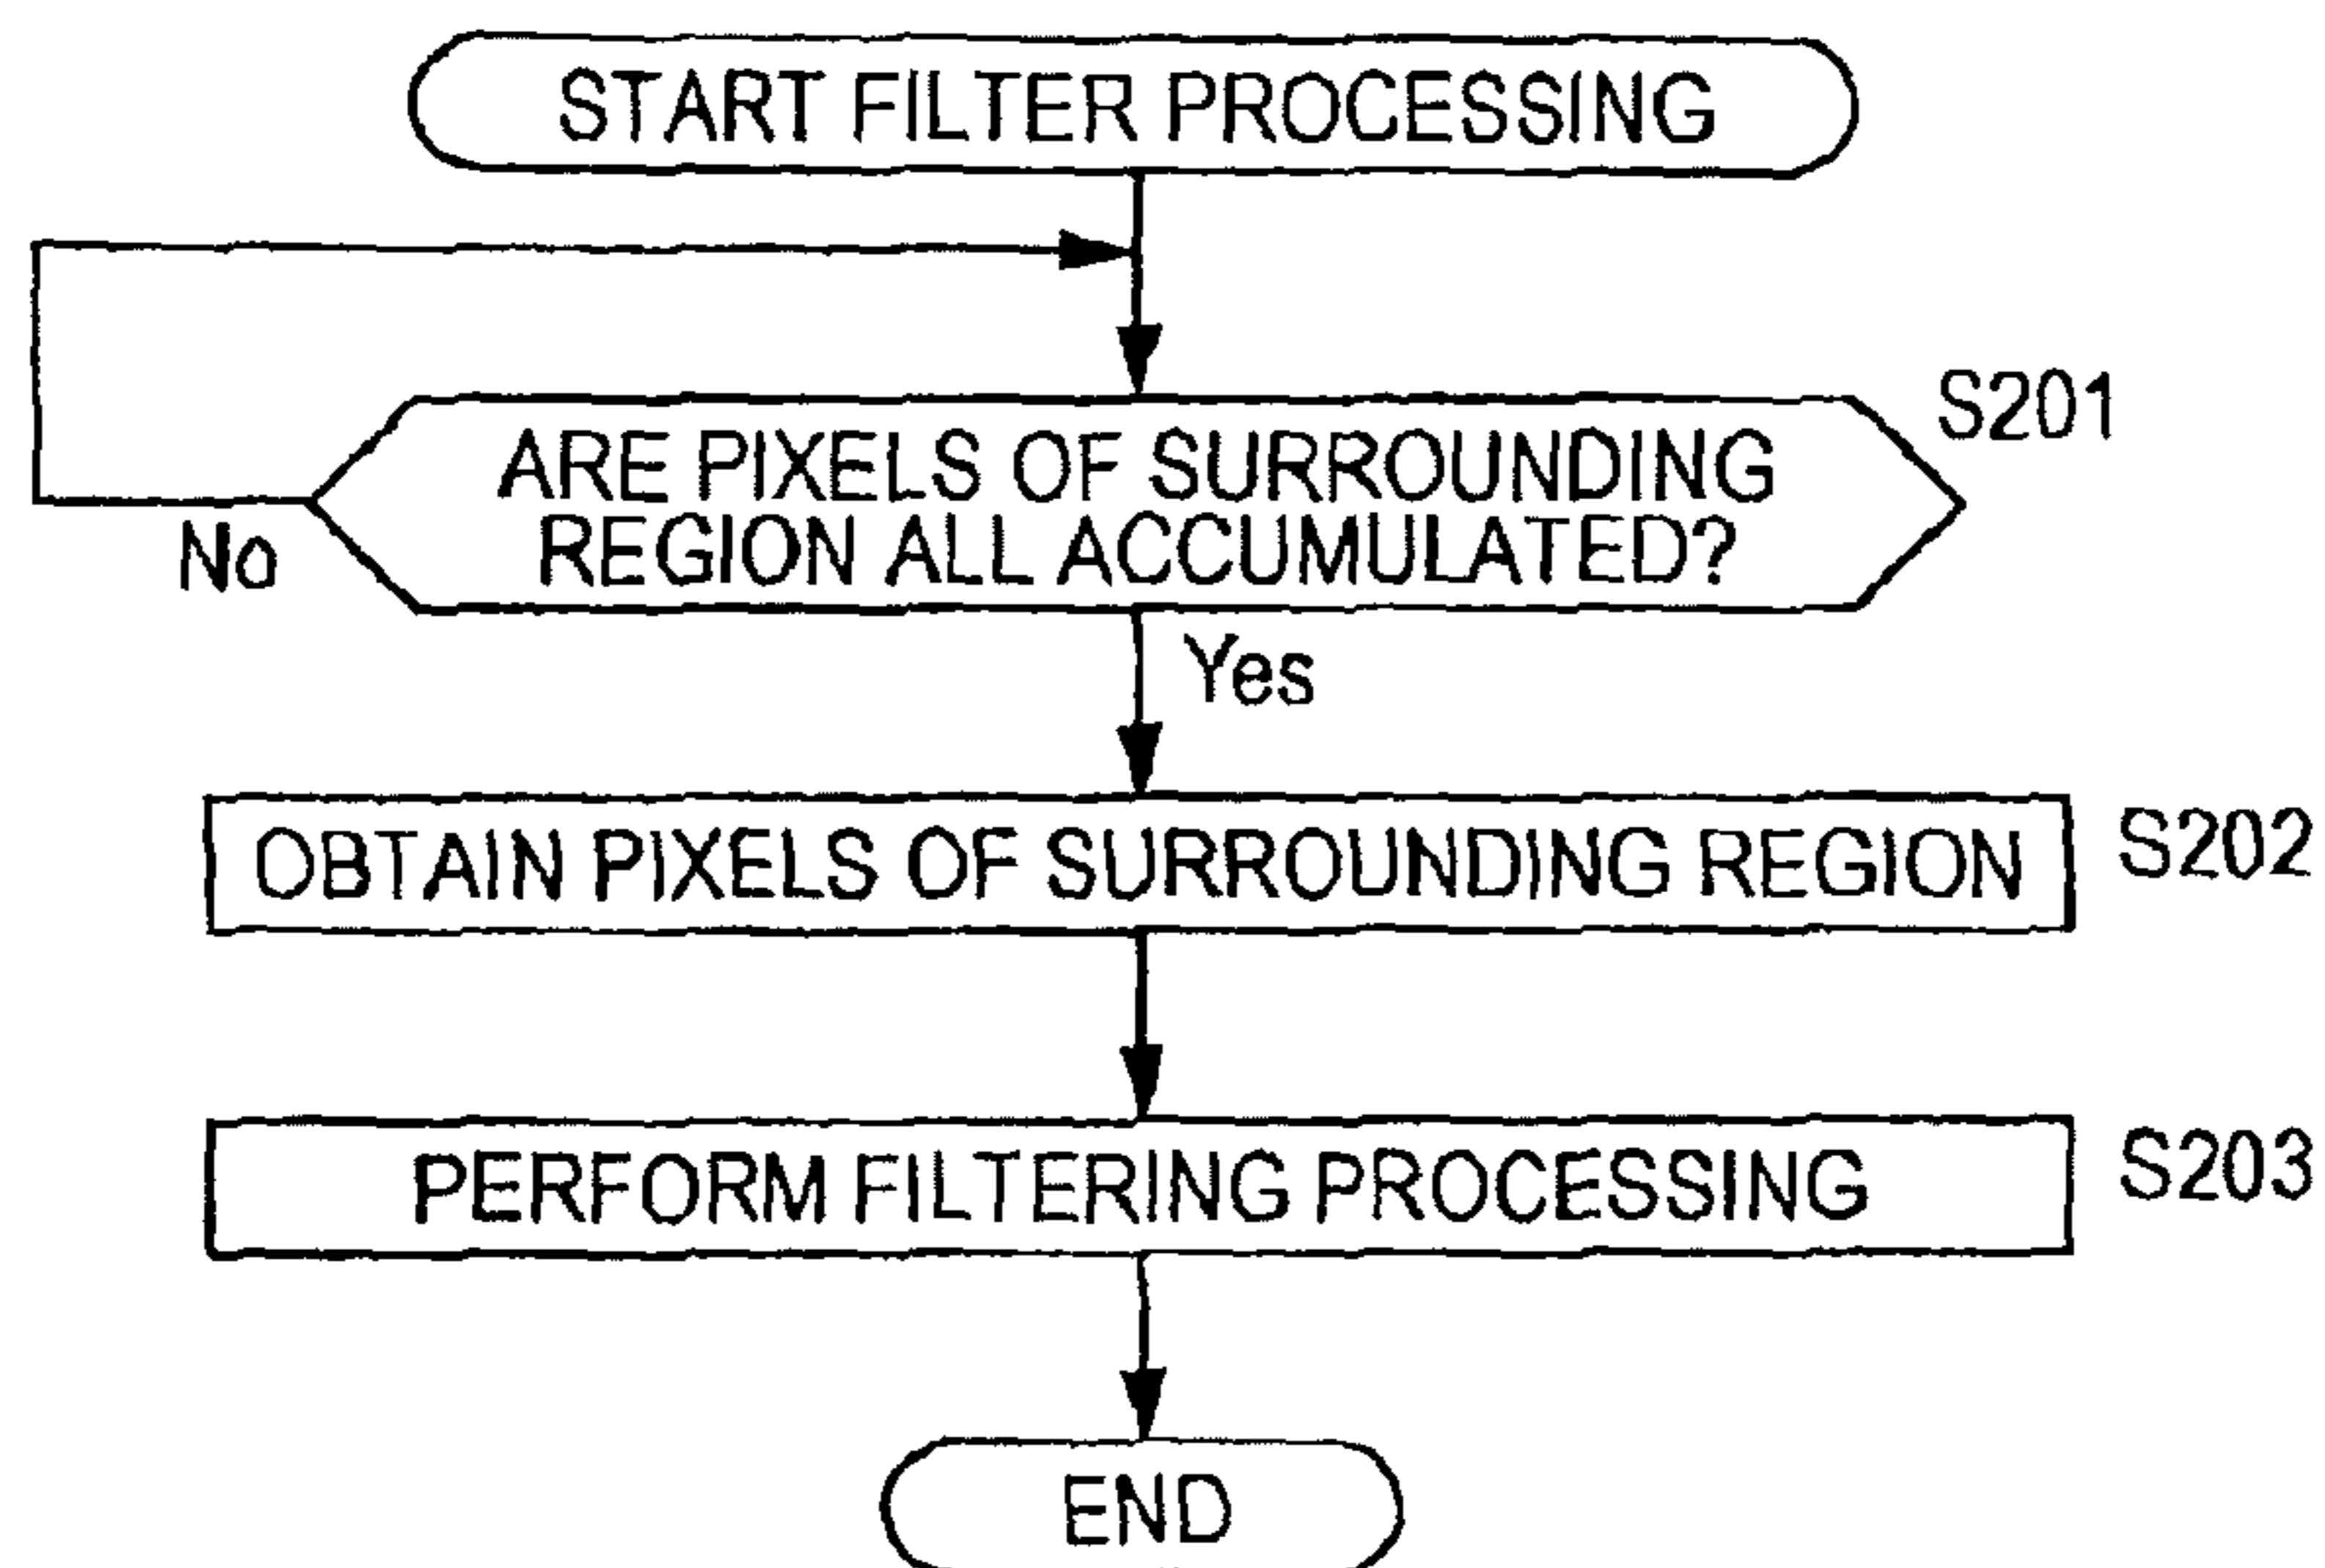 START FILTER PROCESSING
S201
ARE PIXELS OF SURROUNDING
REGION ALL ACCUMULATED?
No
Yes
OBTAIN PIXELS OF SURROUNDING REGION
S202
PERFORM FILTERING PROCESSING
S203
END